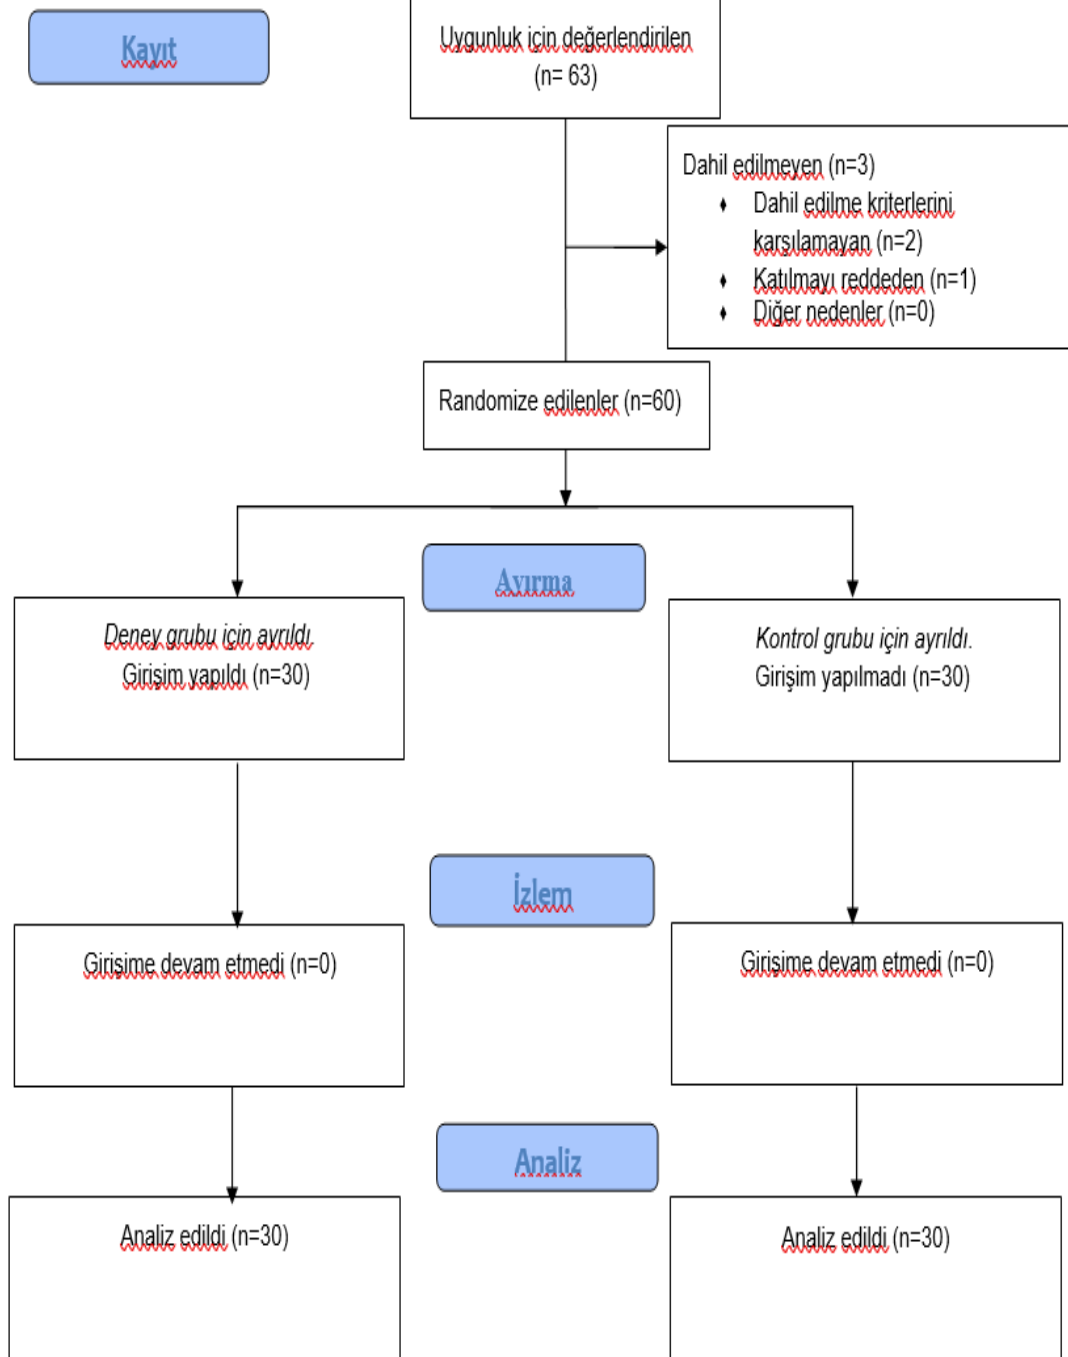 Kayıt
Uygunluk için değerlendirilen
(n= 63)
Dahil edilmeyen (n=3)
♦ Dahil edilme kriterlerini
karşılamayan (n=2)
♦ Katılmayı reddeden (n=1)
♦ Diğer nedenler (n=0)
Randomize edilenler (n=60)
Ayırma
Deney grubu için ayrıldı
Girişim yapıldı (n=30)
Kontrol grubu için ayrıldı.
Girişim yapılmadı (n=30)
İzlem
Girişime devam etmedi (n=0)
Girişime devam etmedi (n=0)
Analiz
Analiz edildi (n=30)
Analiz edildi (n=30)